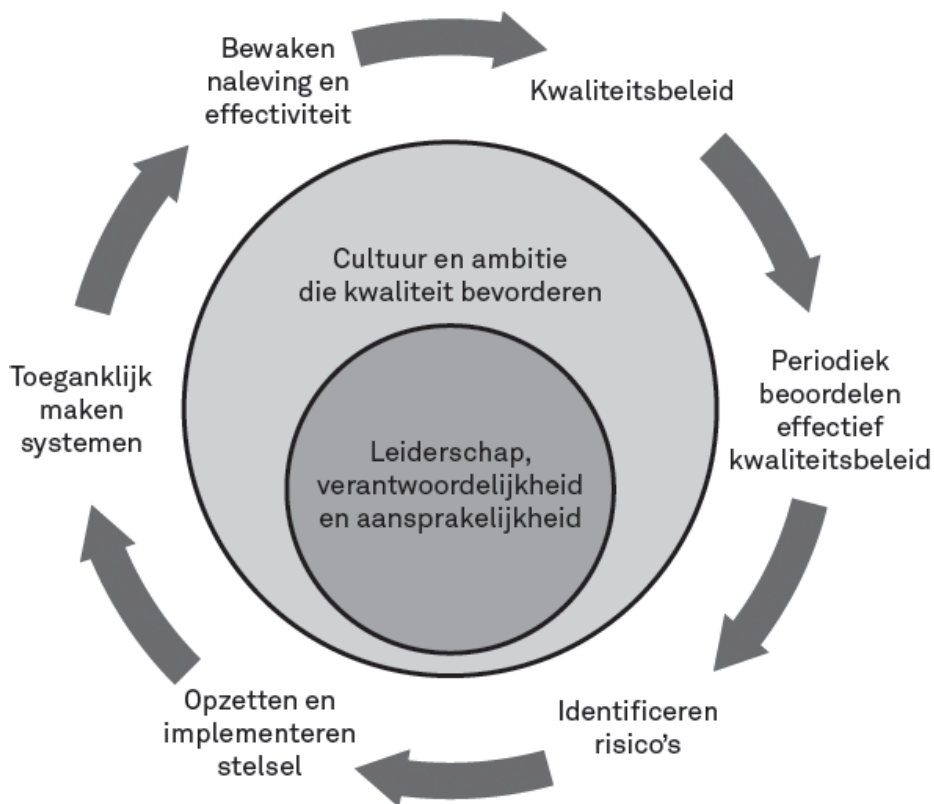 Bewaken
naleving en
effectiviteit
Kwaliteitsbeleid
Cultuur en ambitie
die kwaliteit bevorderen
Periodiek
beoordelen
effectief
kwaliteitsbeleid
Toeganklijk
maken
systemen
Leiderschap,
verantwoordelijkheid
en aansprakelijkheid
Identificeren
risico's
Opzetten en
implementeren
stelsel